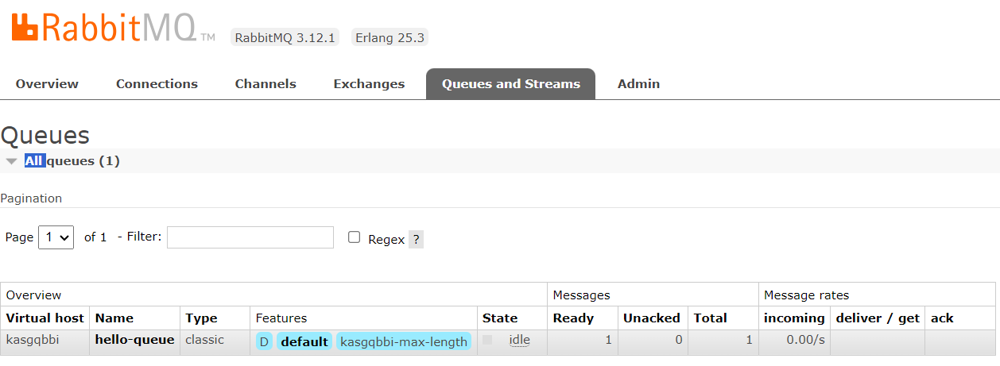 RabbitMQ TM RabbitMQ 3.12.1 Erlang 25.3
Overview Connections Channels Exchanges Queues and Streams Admin
Queues
All queues (1)
Pagination
Page 1 of 1 - Filter: Regex ?
Overview Messages Message rates
Virtual host Name Type Features State Ready Unacked Total incoming deliver / get ack
kasgqbbi hello-queue classic D default kasgqbbi-max-length idle 1 0 1 0.00/s